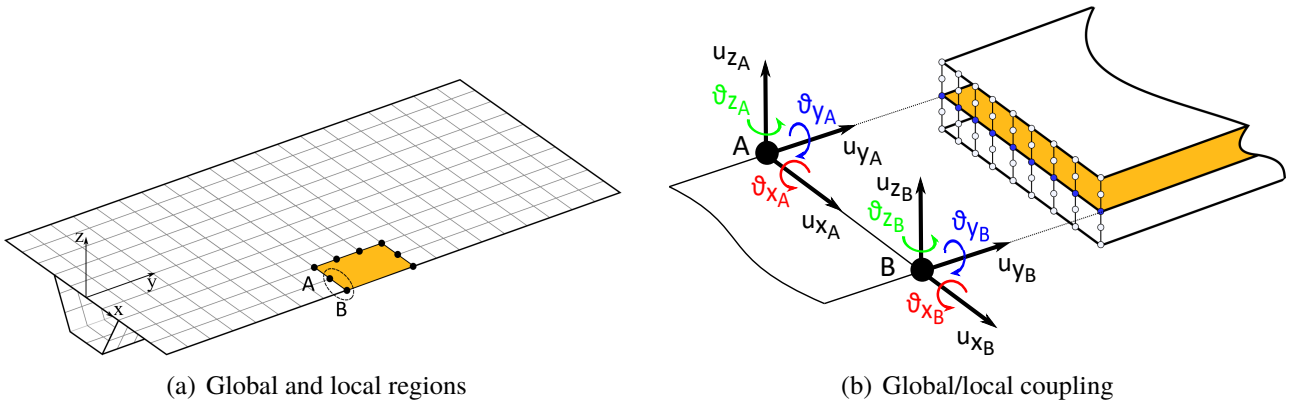 z
y
x
A
B
u_{z_A}
ϑ_{z_A}
ϑ_{y_A}
A
u_{y_A}
ϑ_{x_A}
u_{x_A}
u_{z_B}
ϑ_{z_B}
ϑ_{y_B}
B
u_{y_B}
ϑ_{x_B}
u_{x_B}
(a) Global and local regions
(b) Global/local coupling